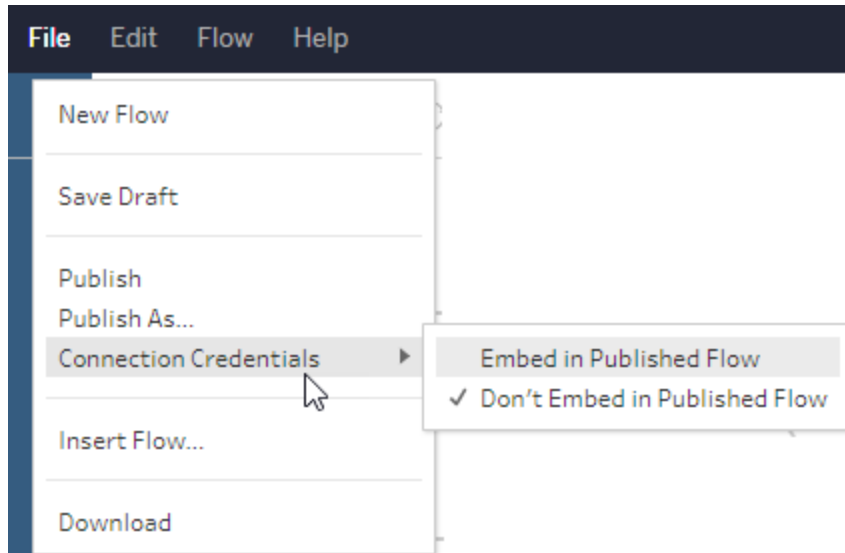 File Edit Flow Help
New Flow
Save Draft
Publish
Publish As...
Connection Credentials
Embed in Published Flow
Don't Embed in Published Flow
Insert Flow...
Download